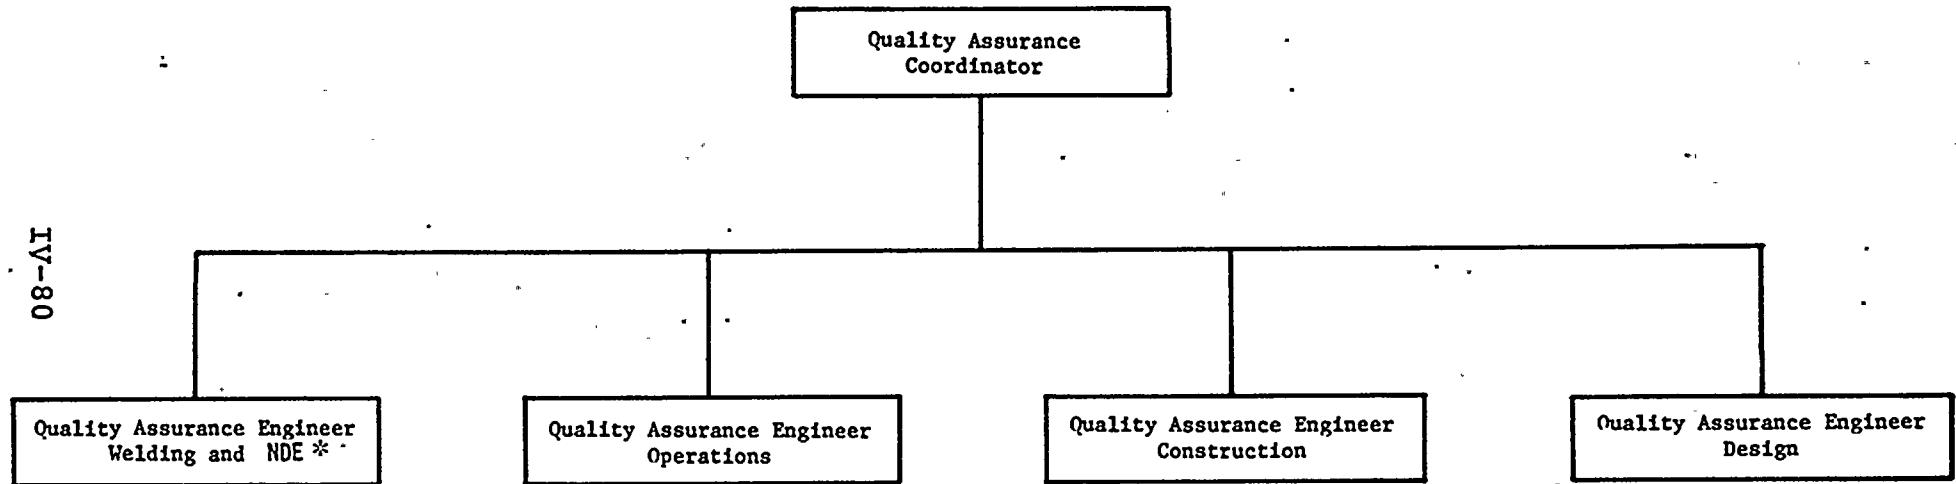 Quality Assurance
Coordinator
IV-80
Quality Assurance Engineer
Welding and NDE *
Quality Assurance Engineer
Operations
Quality Assurance Engineer
Construction
Quality Assurance Engineer
Design